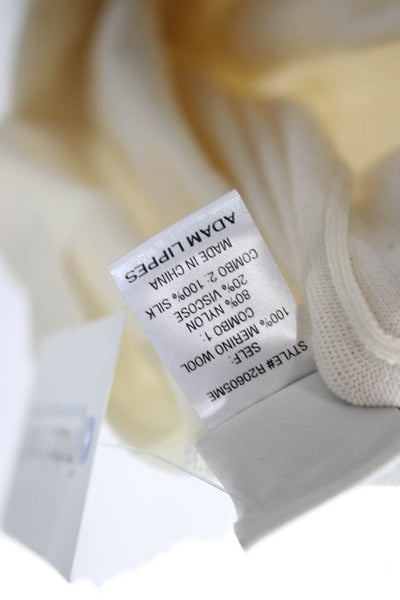 ADAM LIPPES
MADE IN CHINA
COMBO 2: 100% SILK
20% VISCOSE
80% NYLON
COMBO 1:
100% MERINO WOOL
SELF:
STYLE# R20605ME